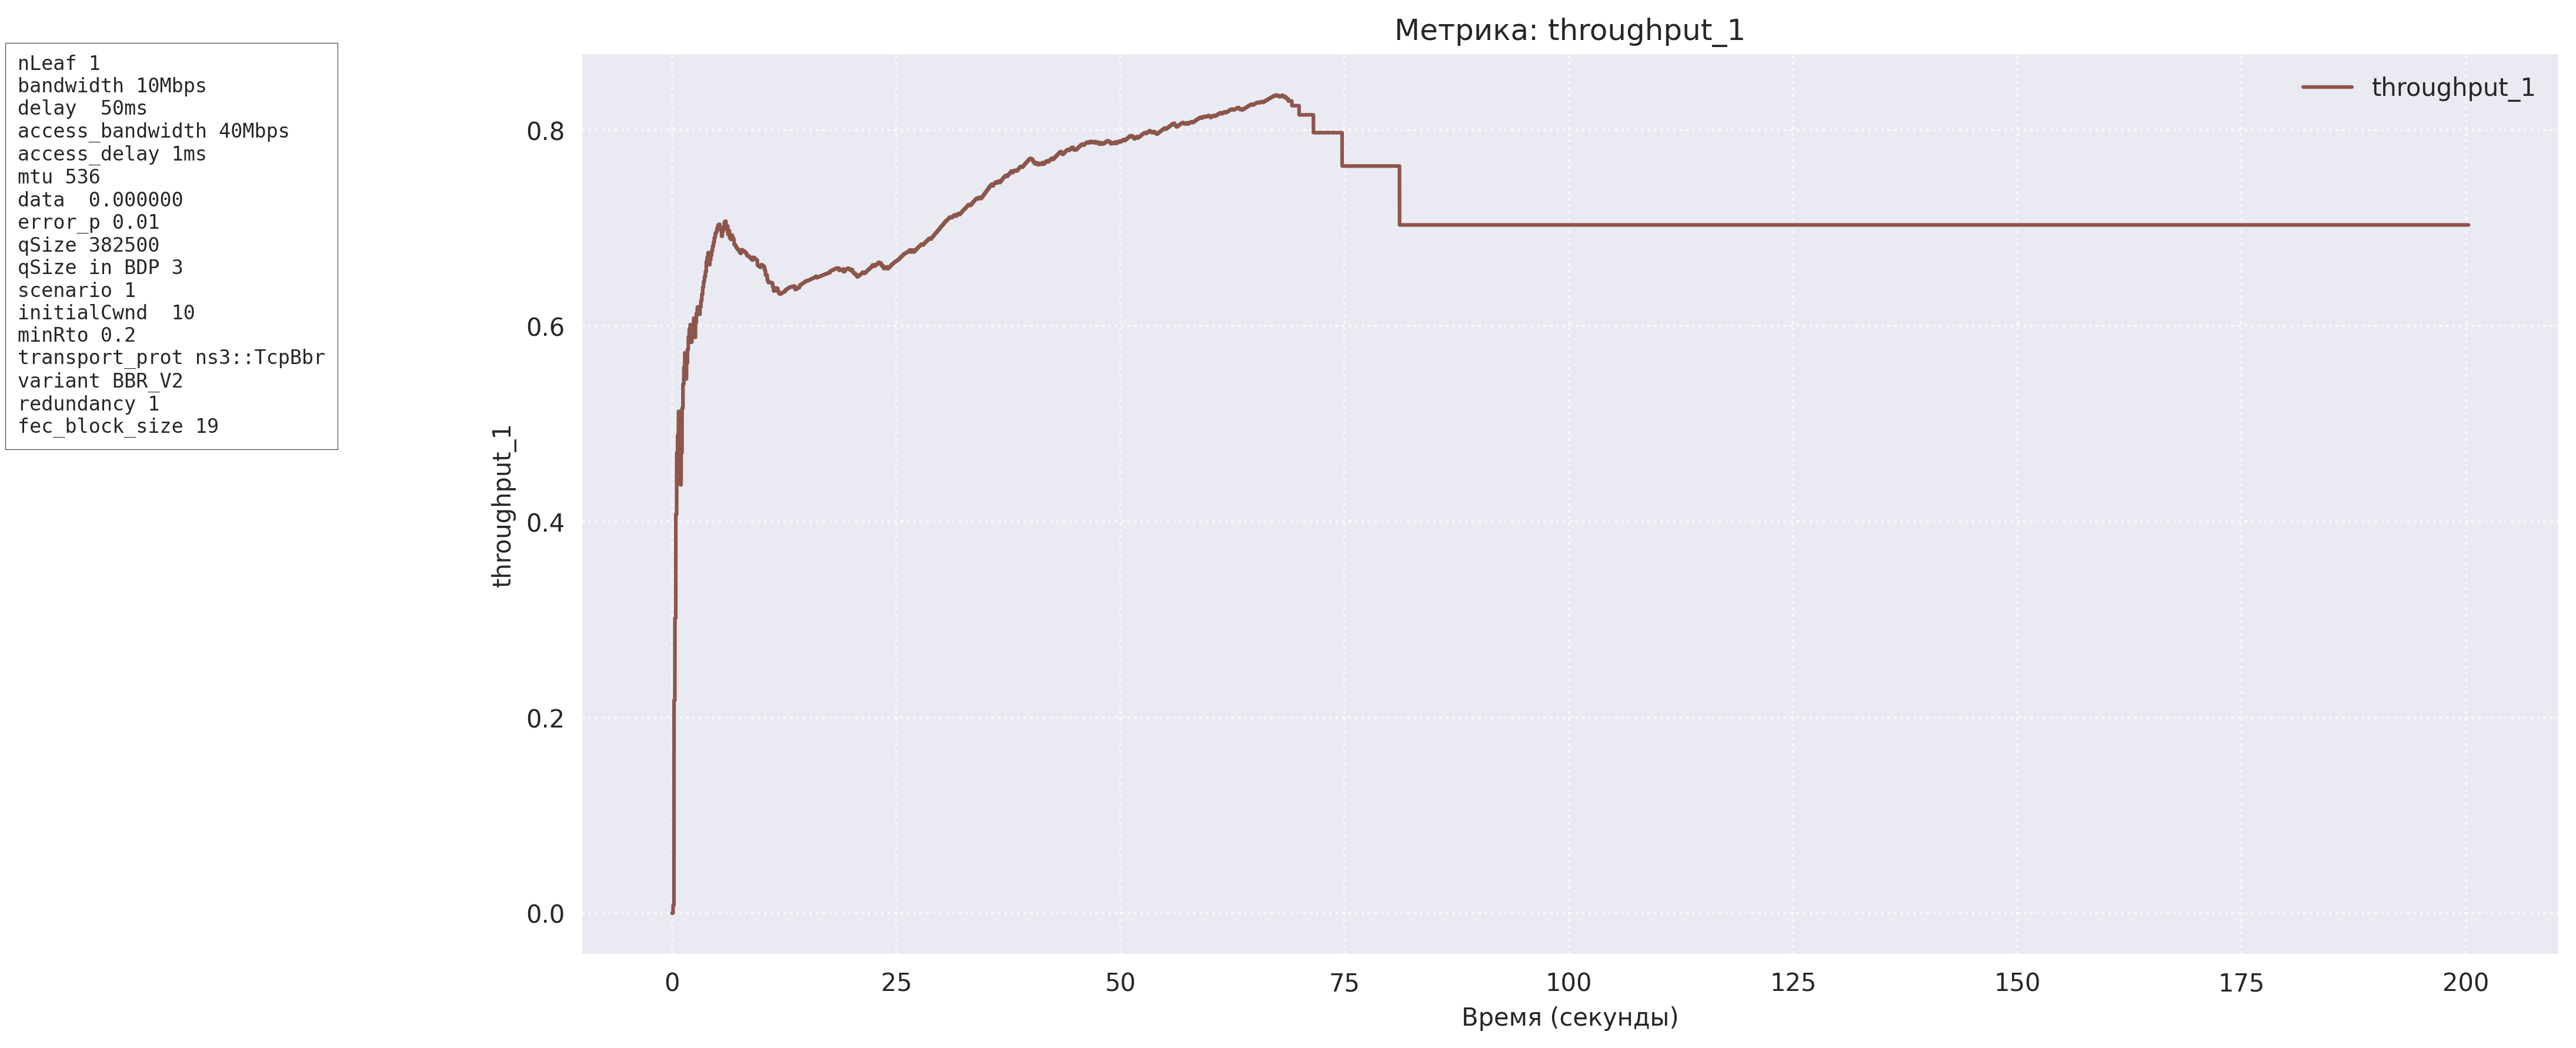 Метрика: throughput_1
nLeaf 1
bandwidth 10Mbps
delay  50ms
access_bandwidth 40Mbps
access_delay 1ms
mtu 536
data  0.000000
error_p 0.01
qSize 382500
qSize in BDP 3
scenario 1
initialCwnd  10
minRto 0.2
transport_prot ns3::TcpBbr
variant BBR_V2
redundancy 1
fec_block_size 19
throughput_1
throughput_1
0.8
0.6
0.4
0.2
0.0
0 25 50 75 100 125 150 175 200
Время (секунды)